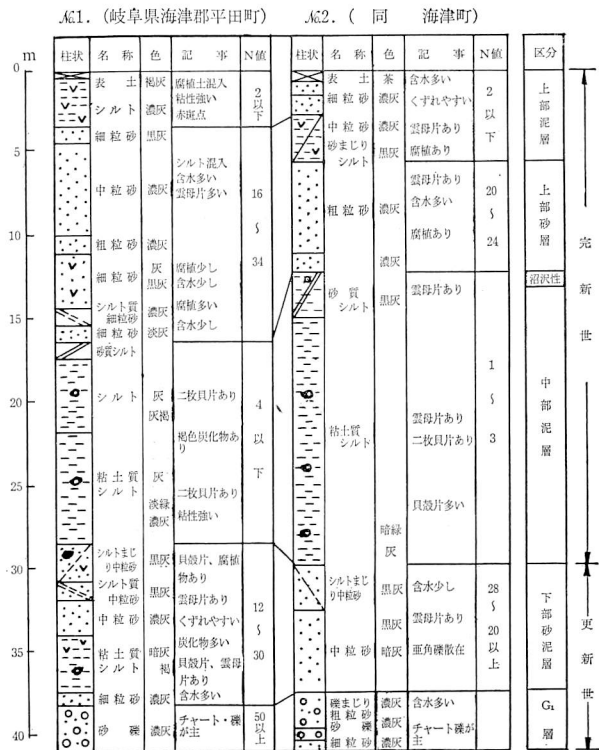 №1. (岐阜県海津郡平田町)
№2. ( 同 海津町)
m
柱状 名称 色 記事 N値
0
5
10
15
20
25
30
35
40
表土 褐灰 腐植土混入
粘性強い
シルト 濃灰 赤斑点
2
以
下
細粒砂 黒灰
シルト混入
含水多い
中粒砂 濃灰 雲母片多い
16
〜
34
粗粒砂 濃灰
灰 腐植少し
細粒砂 黒灰 含水少し
シルト質
細粒砂 濃灰 腐植多い
細粒砂 淡灰 含水少し
砂質シルト
シルト 灰 二枚貝片あり
灰褐
4
以
下
褐色炭化物あ
り
粘土質
シルト 灰
二枚貝片あり
淡緑
濃灰 粘性強い
シルトまじ
り中粒砂 黒灰 貝殻片、腐植
物あり
シルト質
中粒砂 黒灰 雲母片あり
中粒砂 濃灰 くずれやすい
12
〜
30
炭化物多い
粘土質
シルト 暗灰
褐 貝殻片、雲母
片あり
細粒砂 濃灰 含水多い
砂礫 濃灰 チャート・礫
が主
50
以上
柱状 名称 色 記事 N値
表土 茶 含水多い
細粒砂 濃灰 くずれやすい
2
以
下
中粒砂 濃灰 雲母片あり
砂まじり
シルト 黒灰 腐植あり
雲母片あり
粗粒砂 濃灰 含水多い
腐植あり
20
〜
24
濃灰
砂質
シルト 黒灰 雲母片あり
粘土質
シルト
雲母片あり
二枚貝片あり
1
〜
3
貝殻片多い
暗緑
灰
シルトまじ
り中粒砂 黒灰 含水少し
黒灰 雲母片あり
中粒砂 暗灰 亜角礫散在
28
〜
20
以
上
礫まじり
粗粒砂 濃灰 含水多い
砂礫 濃灰 チャート礫が
主
細粒砂 濃灰
区分
上部泥層
上部砂層
沼沢性
中部泥層
下部砂泥層
G₁
層
完新世
更新世